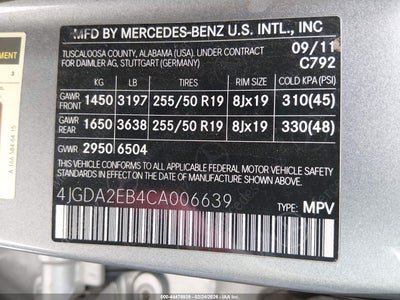 MFD BY MERCEDES-BENZ U.S. INTL., INC
TUSCALOOSA COUNTY, ALABAMA (USA). UNDER CONTRACT
FOR DAIMLER AG, STUTTGART (GERMANY)
09/11
C792
KG LB TIRES RIM SIZE COLD KPA (PSI)
GAWR FRONT 1450 3197 255/50 R19 8Jx19 310(45)
GAWR REAR 1650 3638 255/50 R19 8Jx19 330(48)
GVWR 2950 6504
THIS VEHICLE CONFORMS TO ALL APPLICABLE FEDERAL MOTOR VEHICLE
SAFETY STANDARDS IN EFFECT ON THE DATE OF MANUFACTURE SHOWN ABOVE.
4JGDA2EB4CA006639
TYPE: MPV
3